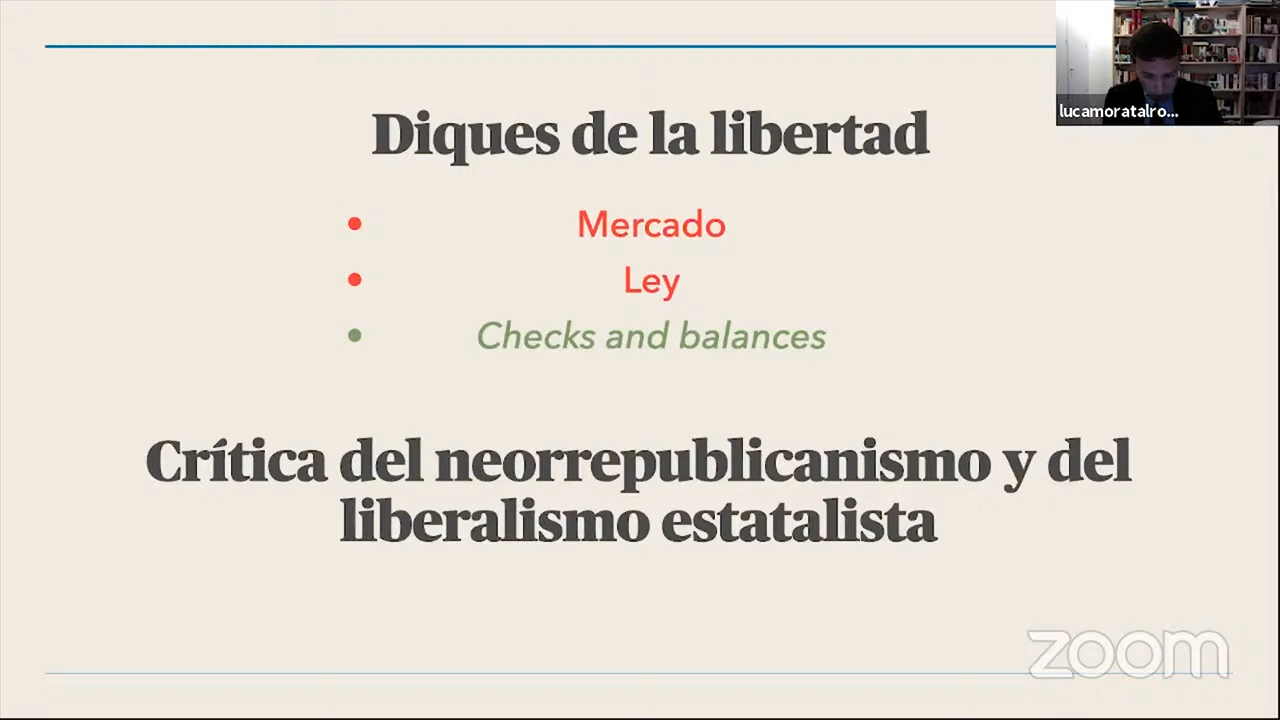 lucamoratalro...
Diques de la libertad
• Mercado
• Ley
• Checks and balances
Crítica del neorrepublicanismo y del
liberalismo estatalista
zoom